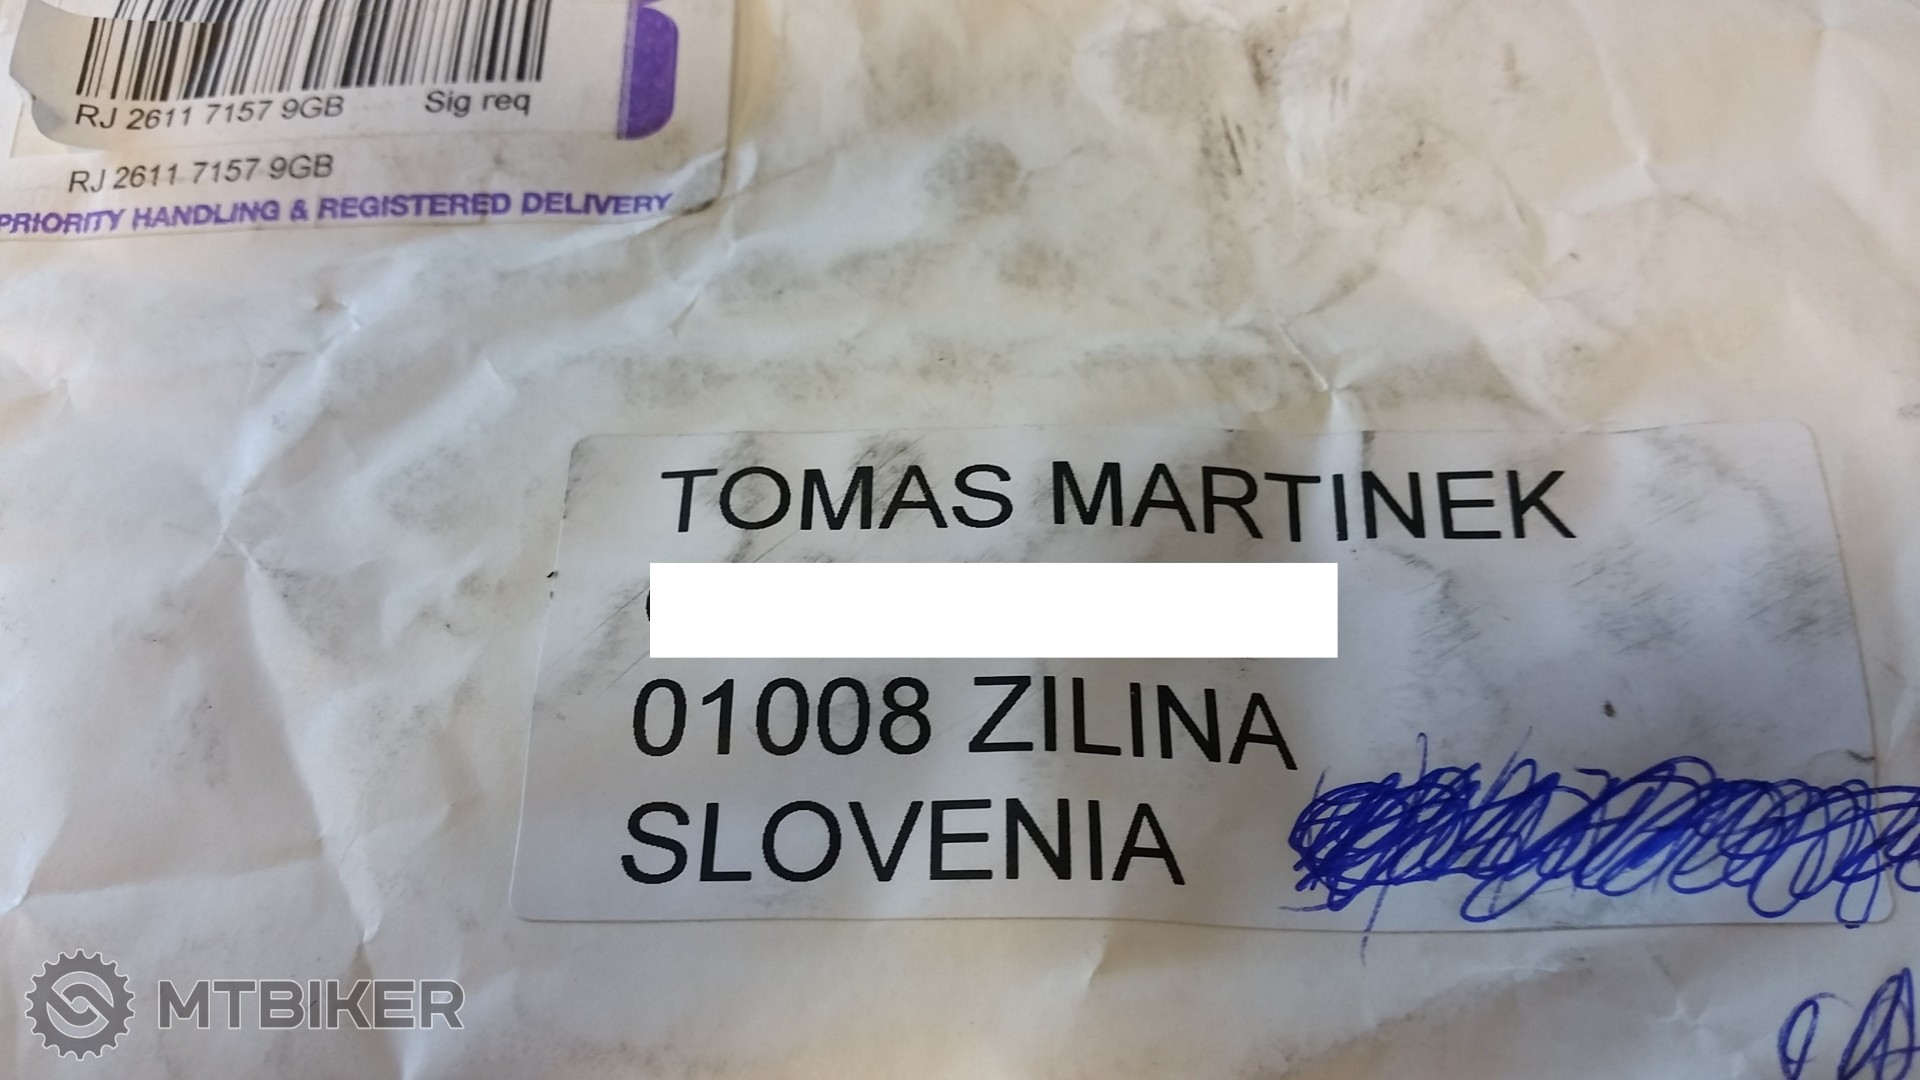 RJ 2611 7157 9GB Sig req
RJ 2611 7157 9GB
PRIORITY HANDLING & REGISTERED DELIVERY
TOMAS MARTINEK
01008 ZILINA
SLOVENIA
MTBIKER